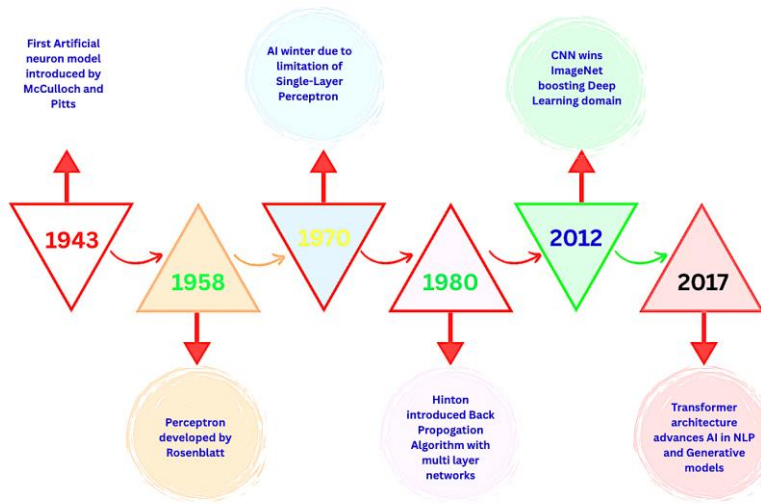 First Artificial
neuron model
introduced by
McCulloch and
Pitts
AI winter due to
limitation of
Single-Layer
Perceptron
CNN wins
ImageNet
boosting Deep
Learning domain
1943
1958
1970
1980
2012
2017
Perceptron
developed by
Rosenblatt
Hinton
introduced Back
Propogation
Algorithm with
multi layer
networks
Transformer
architecture
advances AI in NLP
and Generative
models